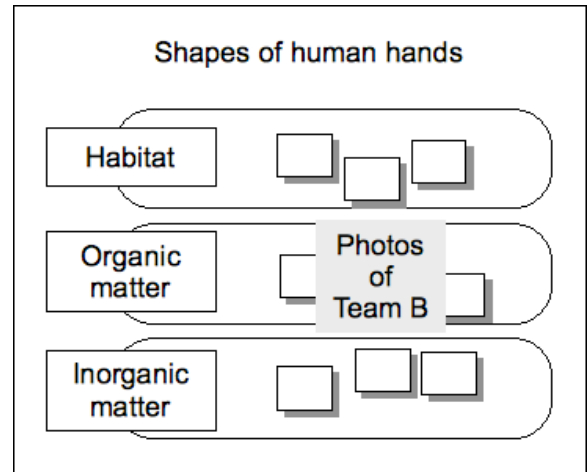 Shapes of human hands
Habitat
Organic
matter
Photos
of
Team B
Inorganic
matter